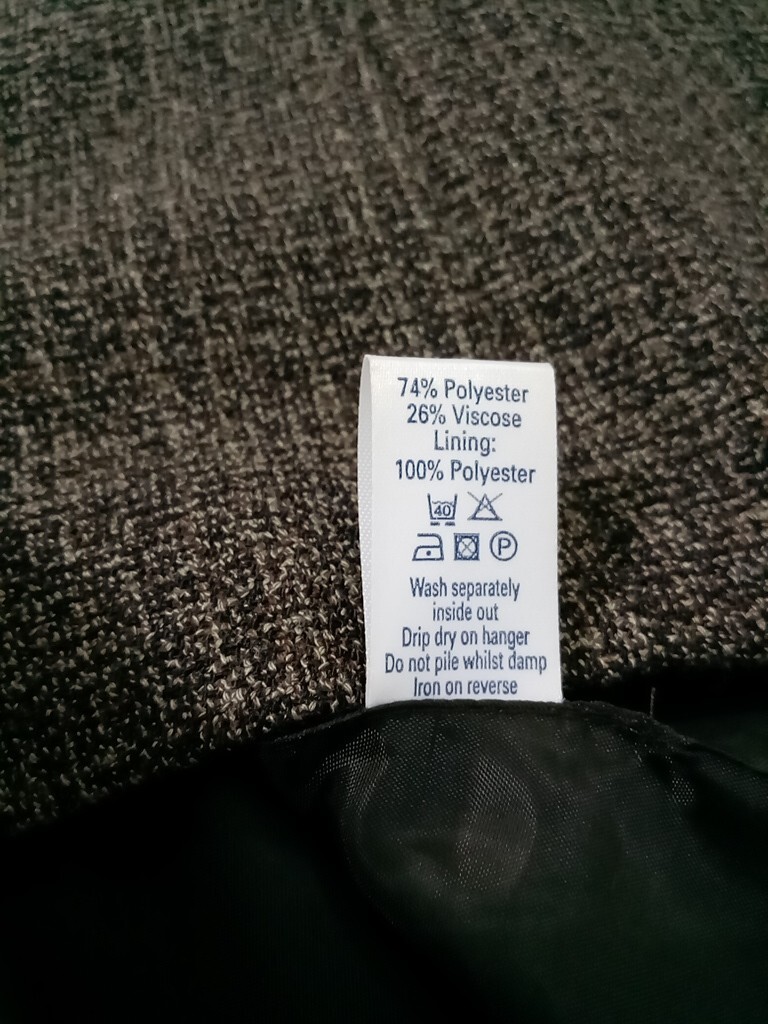 74% Polyester
26% Viscose
Lining:
100% Polyester
40
P
Wash separately
inside out
Drip dry on hanger
Do not pile whilst damp
Iron on reverse